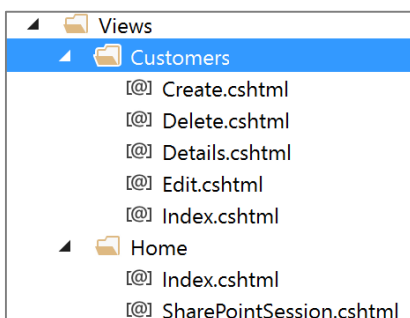 Views
Customers
[@] Create.cshtml
[@] Delete.cshtml
[@] Details.cshtml
[@] Edit.cshtml
[@] Index.cshtml
Home
[@] Index.cshtml
[@] SharePointSession.cshtml